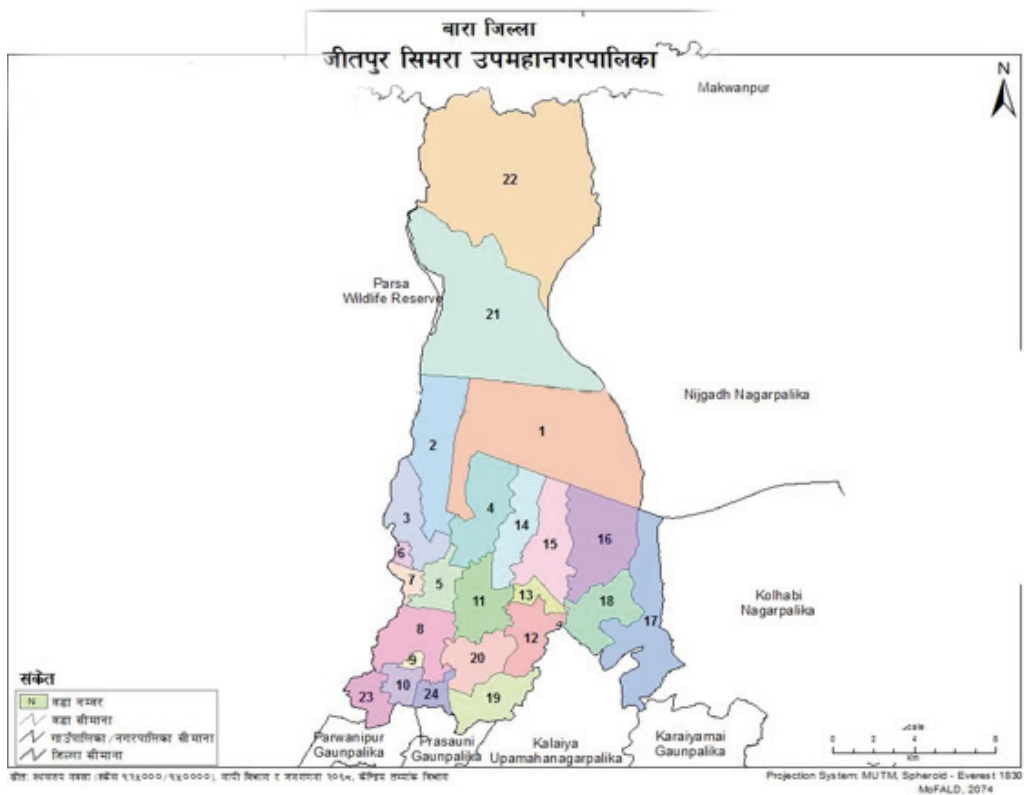 बारा जिल्ला
जीतपुर सिमरा उपमहानगरपालिका
N
Makwanpur
22
Parsa
Wildlife Reserve
21
Nijgadh Nagarpalika
1
2
3
4
14
15
16
6
7
5
13
11
18
Kolhabi
Nagarpalika
17
8
12
9
20
10
24
23
19
संकेत
N वडा नम्बर
वडा सीमाना
गाउँपालिका/नगरपालिका सीमाना
जिल्ला सीमाना
Parwanipur
Gaunpalika
Prasauni
Gaunpalika
Kalaiya
Upamahanagarpalika
Karaiyamai
Gaunpalika
0 2 4 8
Projection System: MUTM, Spheroid - Everest 1830
MoFALD, 2074